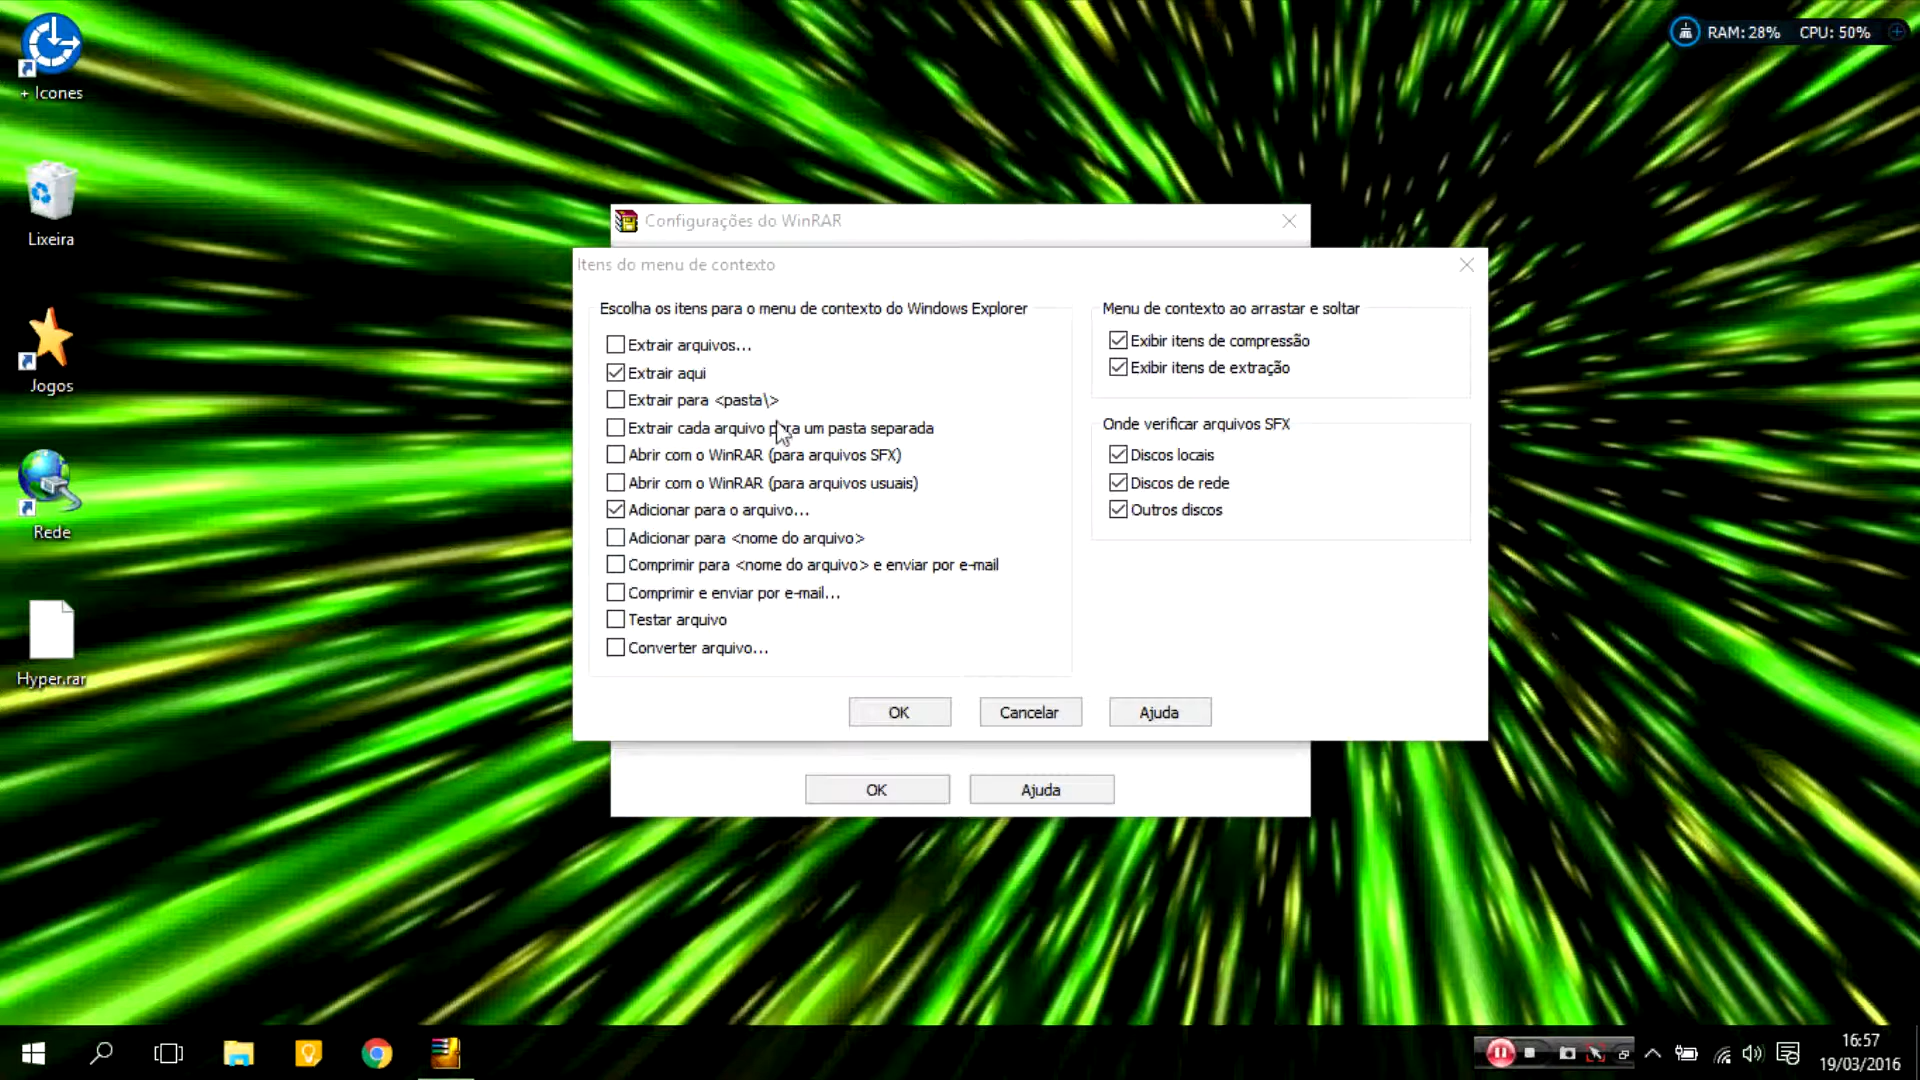 + Icones
Lixeira
Jogos
Rede
Hyper.rar
RAM: 28% CPU: 50%
Configurações do WinRAR
Itens do menu de contexto
Escolha os itens para o menu de contexto do Windows Explorer
Extrair arquivos...
Extrair aqui
Extrair para <pasta\>
Extrair cada arquivo para um pasta separada
Abrir com o WinRAR (para arquivos SFX)
Abrir com o WinRAR (para arquivos usuais)
Adicionar para o arquivo...
Adicionar para <nome do arquivo>
Comprimir para <nome do arquivo> e enviar por e-mail
Comprimir e enviar por e-mail...
Testar arquivo
Converter arquivo...
Menu de contexto ao arrastar e soltar
Exibir itens de compressão
Exibir itens de extração
Onde verificar arquivos SFX
Discos locais
Discos de rede
Outros discos
OK Cancelar Ajuda
OK Ajuda
16:57
19/03/2016